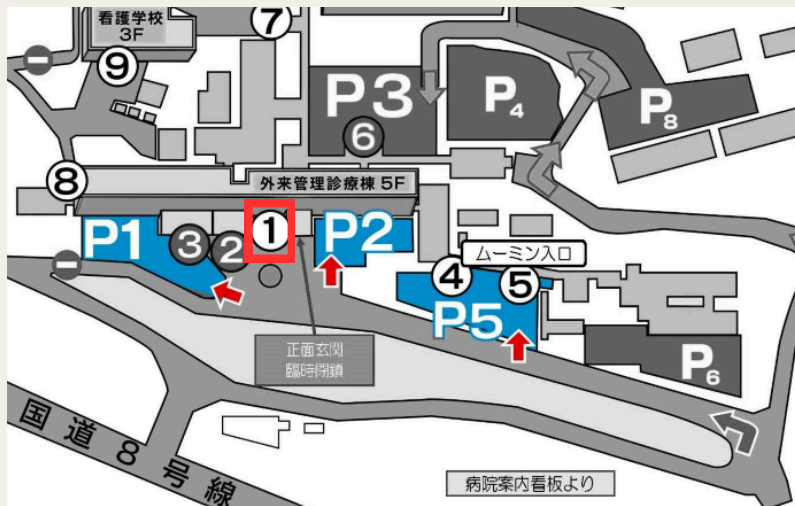 看護学校
3F
⑦
⑨
P3
⑥
P4
P8
⑧
外来管理診療棟 5F
P1
③
②
①
P2
ムーミン入口
④
⑤
P5
正面玄関
臨時閉鎖
P6
国道8号線
病院案内看板より